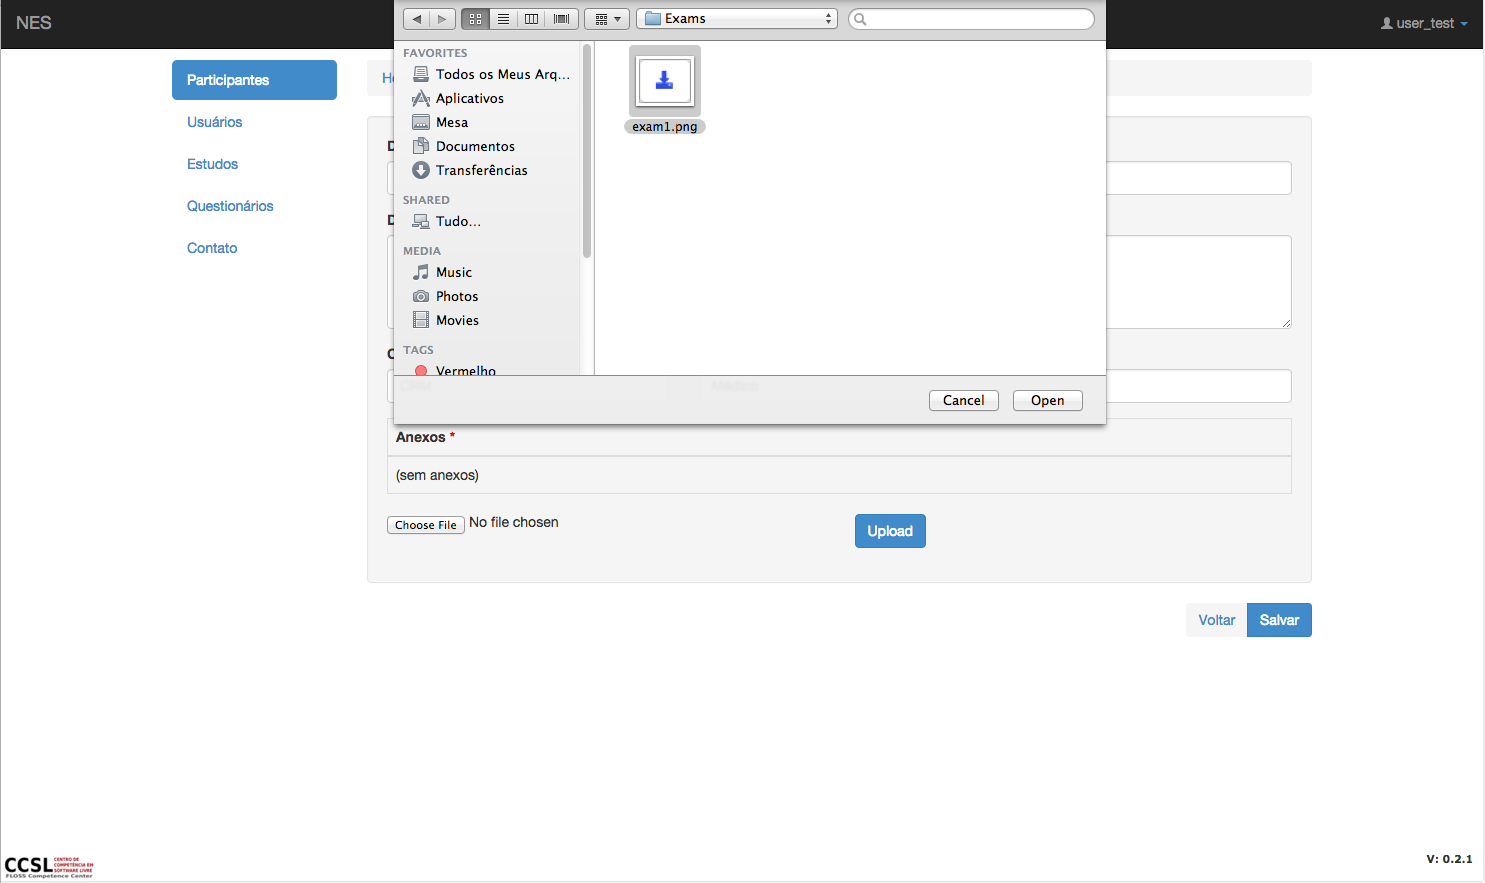 NES
Exams
user_test
Participantes
Usuários
Estudos
Questionários
Contato
H
FAVORITES
Todos os Meus Arq...
Aplicativos
Mesa
Documentos
Transferências
SHARED
Tudo...
MEDIA
Music
Photos
Movies
TAGS
Vermelho
exam1.png
D
D
C
Cancel
Open
Anexos *
(sem anexos)
Choose File No file chosen
Upload
Voltar
Salvar
CCSL
CENTRO DE
COMPETÊNCIA EM
SOFTWARE LIVRE
FLOSS Competence Center
V: 0.2.1